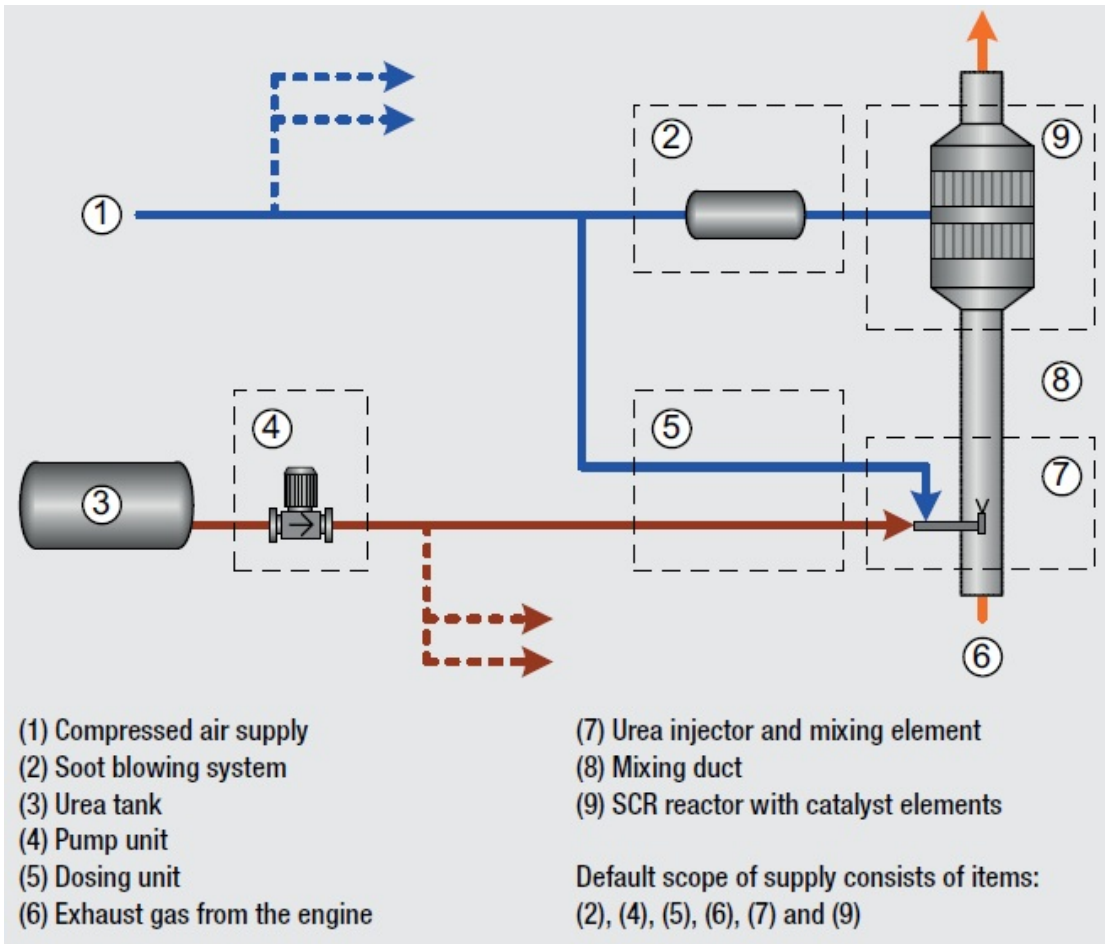 2
9
1
8
4
5
7
3
6
(1) Compressed air supply
(2) Soot blowing system
(3) Urea tank
(4) Pump unit
(5) Dosing unit
(6) Exhaust gas from the engine
(7) Urea injector and mixing element
(8) Mixing duct
(9) SCR reactor with catalyst elements
Default scope of supply consists of items:
(2), (4), (5), (6), (7) and (9)